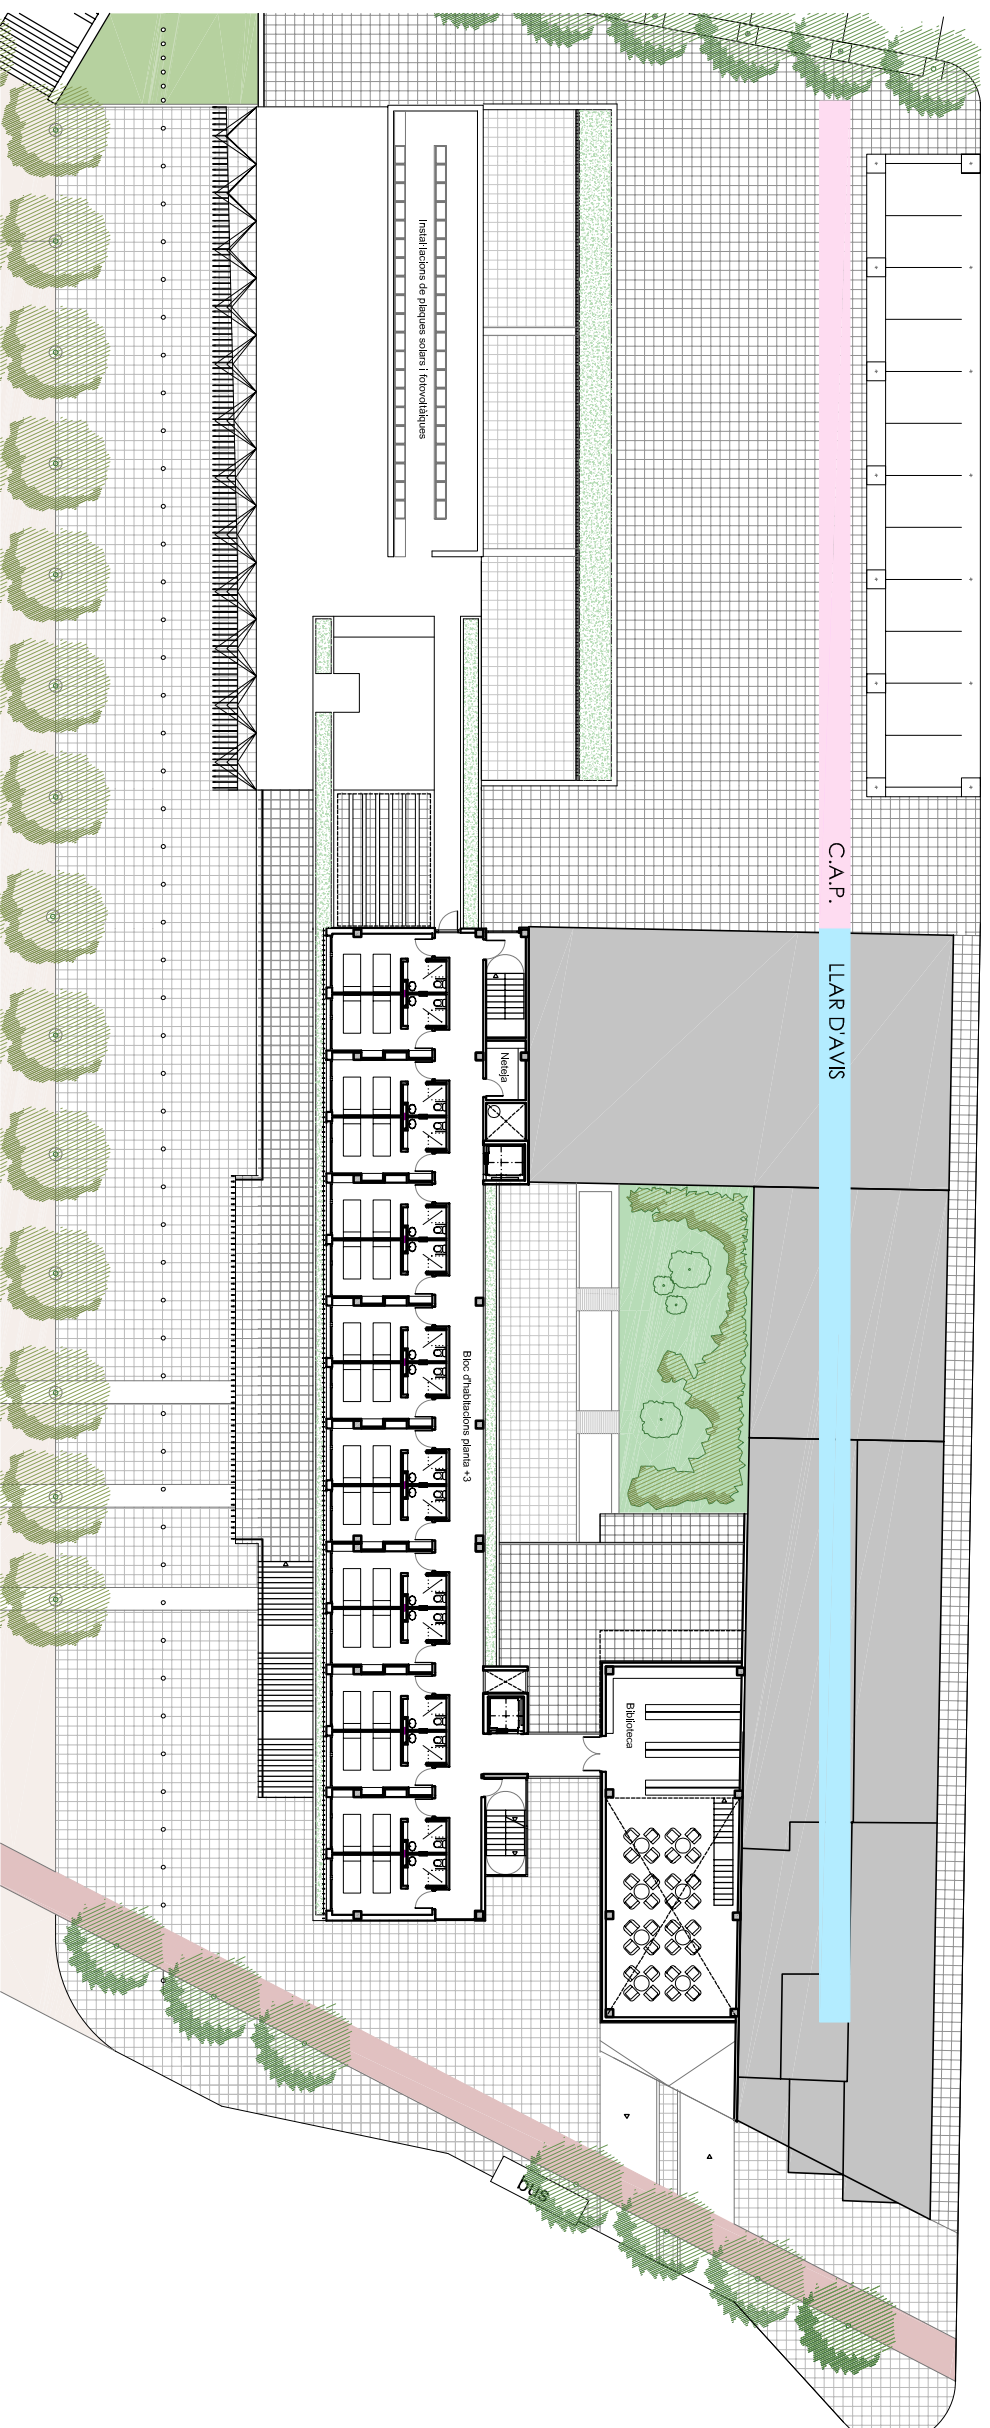 Instal·lacions de plaques solars i fotovoltàiques
C.A.P.
LLAR D'AVIS
Neteja
Bloc d'habitacions planta +3
Biblioteca
bus